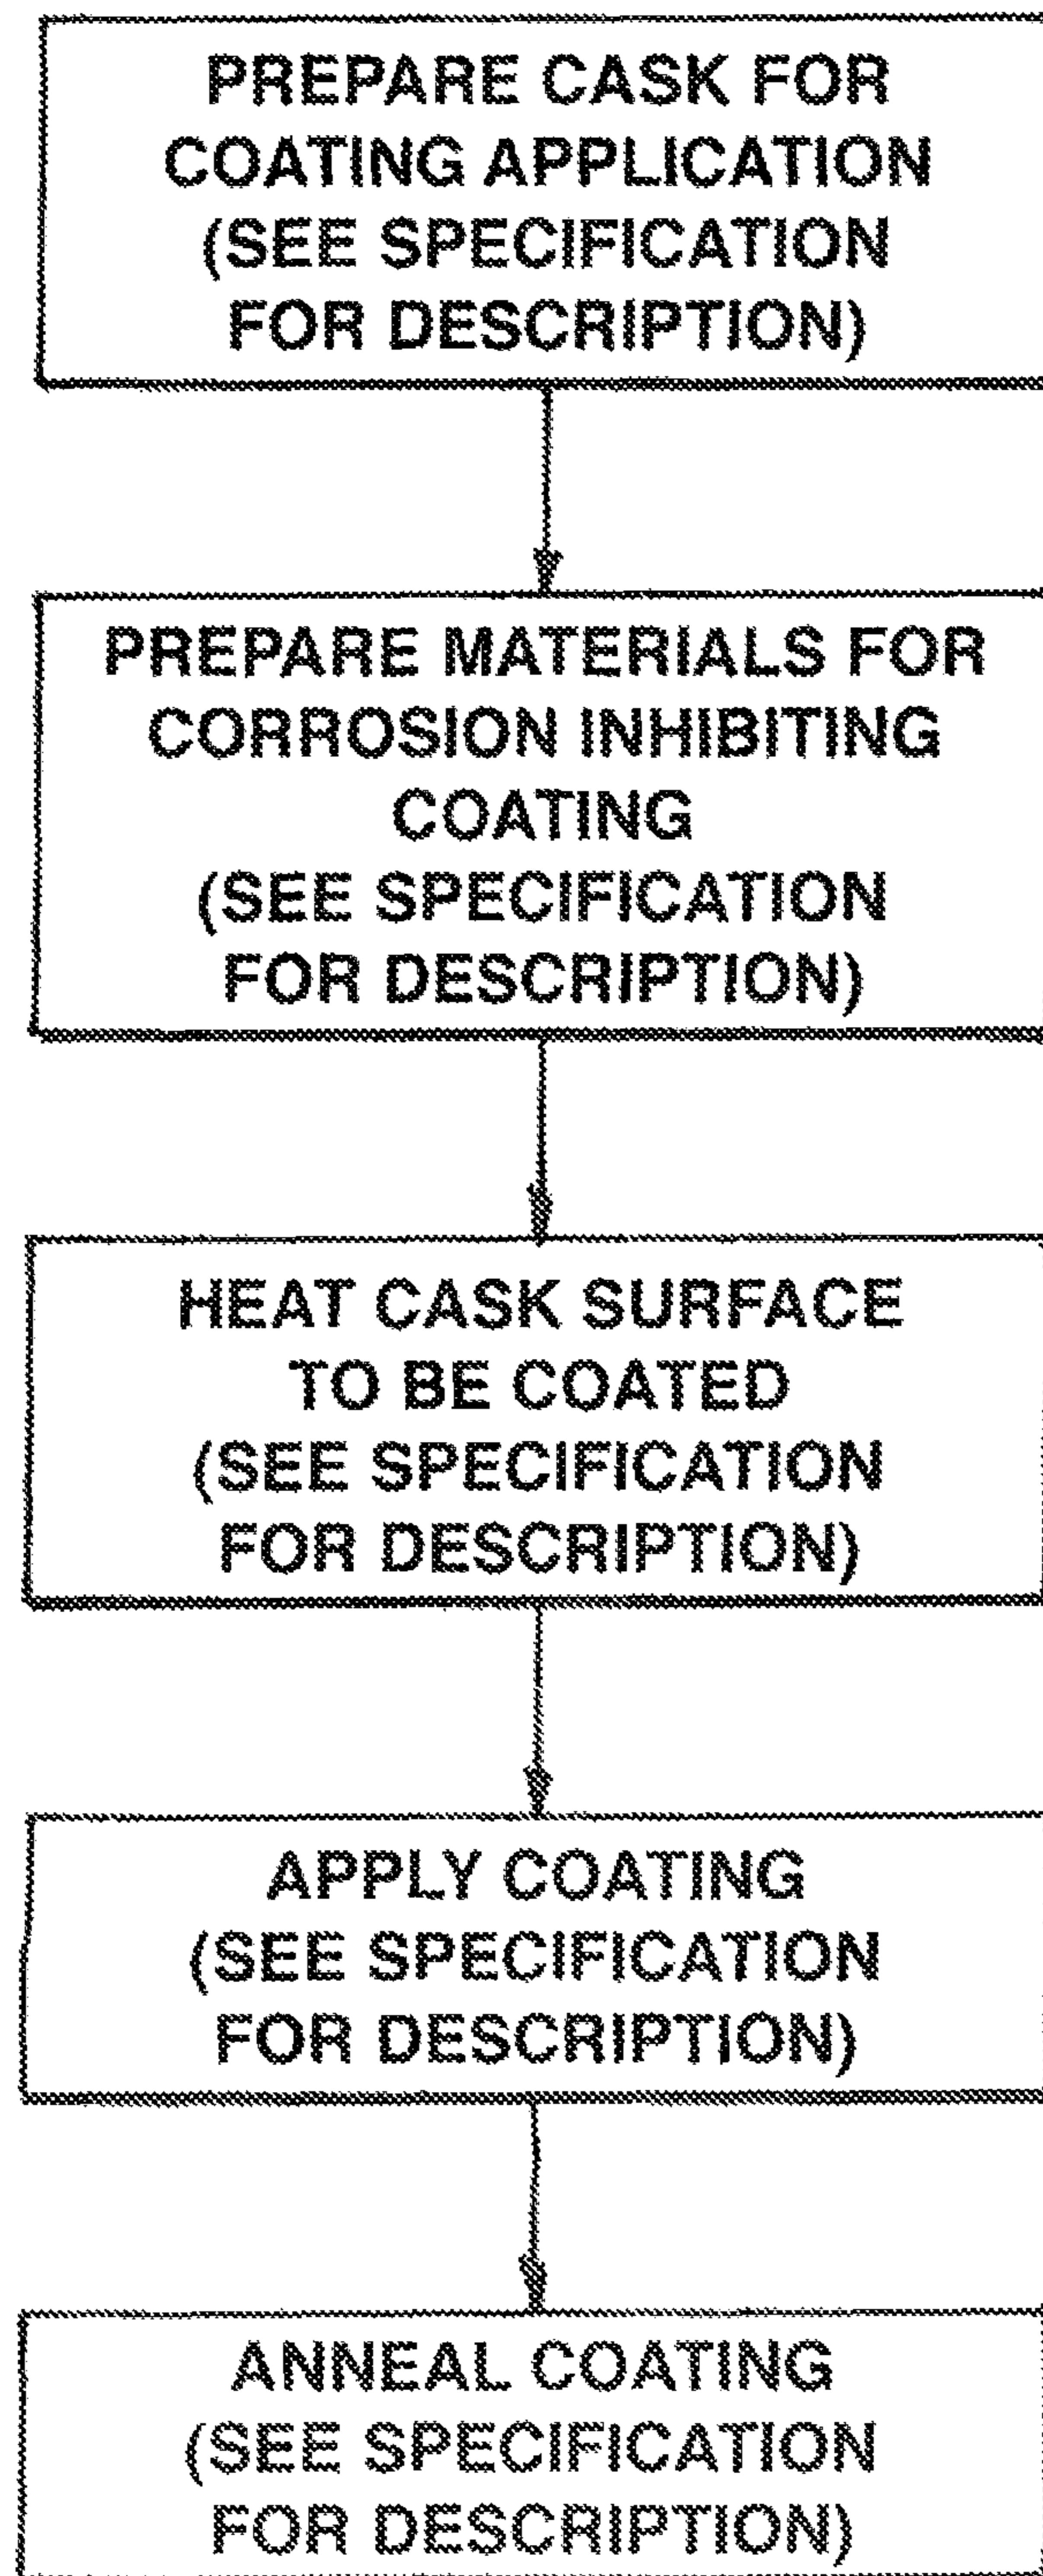 PREPARE CASK FOR
COATING APPLICATION
(SEE SPECIFICATION
FOR DESCRIPTION)
PREPARE MATERIALS FOR
CORROSION INHIBITING
COATING
(SEE SPECIFICATION
FOR DESCRIPTION)
HEAT CASK SURFACE
TO BE COATED
(SEE SPECIFICATION
FOR DESCRIPTION)
APPLY COATING
(SEE SPECIFICATION
FOR DESCRIPTION)
ANNEAL COATING
(SEE SPECIFICATION
FOR DESCRIPTION)